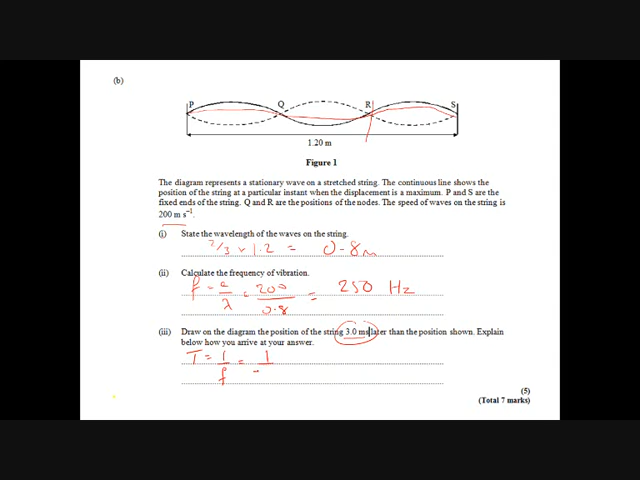 (b)
P Q R S
1.20 m
Figure 1
The diagram represents a stationary wave on a stretched string. The continuous line shows the
position of the string at a particular instant when the displacement is a maximum. P and S are the
fixed ends of the string. Q and R are the positions of the nodes. The speed of waves on the string is
200 m s⁻¹.
(i) State the wavelength of the waves on the string.
2/3 × 1.2 = 0.8m
(ii) Calculate the frequency of vibration.
f = c/λ = 200/0.8 = 250 Hz
(iii) Draw on the diagram the position of the string 3.0 ms later than the position shown. Explain
below how you arrive at your answer.
T = 1/f = 1
(5)
(Total 7 marks)